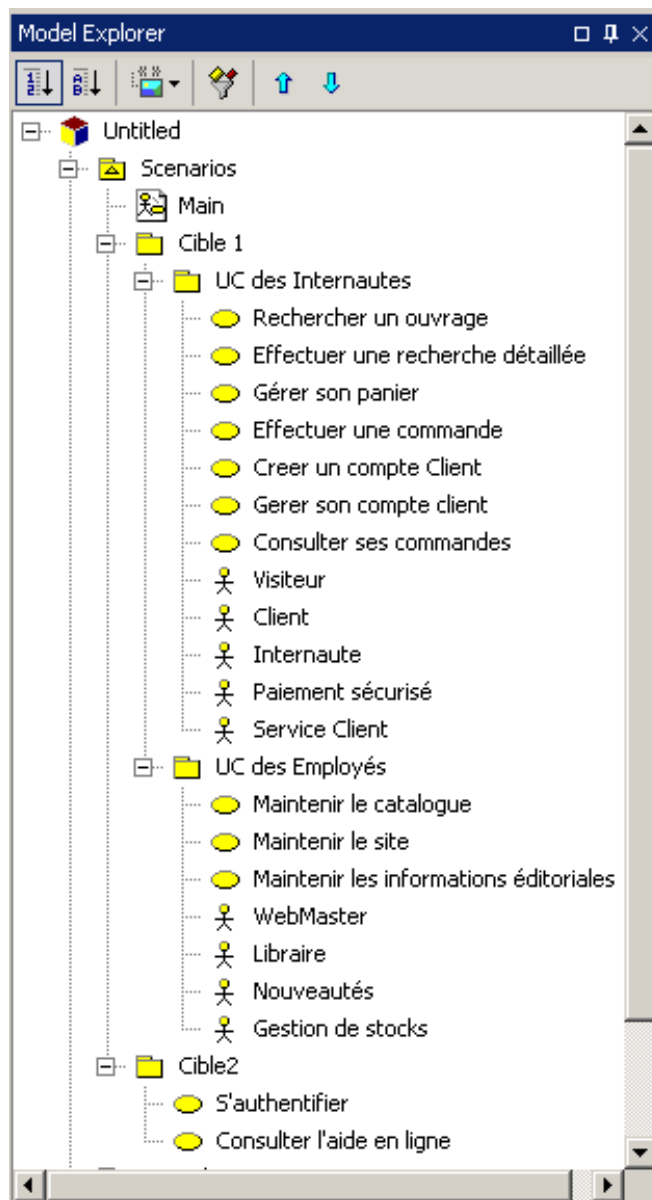 Model Explorer
Untitled
Scenarios
Main
Cible 1
UC des Internautes
Rechercher un ouvrage
Effectuer une recherche détaillée
Gérer son panier
Effectuer une commande
Creer un compte Client
Gerer son compte client
Consulter ses commandes
Visiteur
Client
Internaute
Paiement sécurisé
Service Client
UC des Employés
Maintenir le catalogue
Maintenir le site
Maintenir les informations éditoriales
WebMaster
Libraire
Nouveautés
Gestion de stocks
Cible2
S'authentifier
Consulter l'aide en ligne